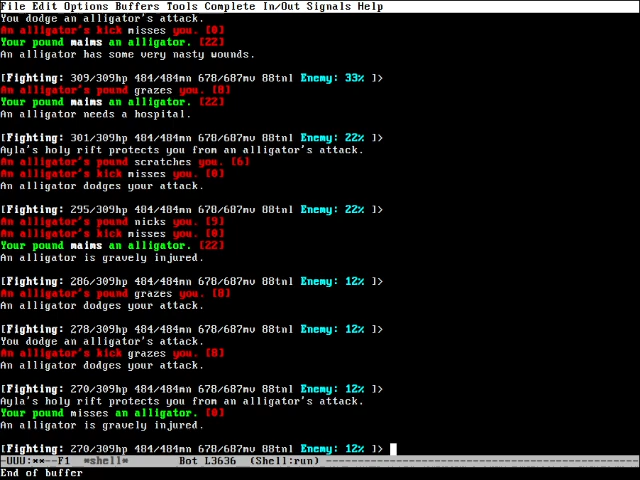 File Edit Options Buffers Tools Complete In/Out Signals Help
You dodge an alligator's attack.
An alligator's kick misses you. [0]
Your pound maims an alligator. [22]
An alligator has some very nasty wounds.
[Fighting: 309/309hp 484/484mn 678/687mv 88tnl Enemy: 33% ]>
An alligator's pound grazes you. [8]
Your pound maims an alligator. [22]
An alligator needs a hospital.
[Fighting: 301/309hp 484/484mn 678/687mv 88tnl Enemy: 22% ]>
Ayla's holy rift protects you from an alligator's attack.
An alligator's pound scratches you. [6]
An alligator's kick misses you. [0]
An alligator dodges your attack.
[Fighting: 295/309hp 484/484mn 678/687mv 88tnl Enemy: 22% ]>
An alligator's pound nicks you. [9]
An alligator's kick misses you. [0]
Your pound maims an alligator. [22]
An alligator is gravely injured.
[Fighting: 286/309hp 484/484mn 678/687mv 88tnl Enemy: 12% ]>
An alligator's pound grazes you. [8]
An alligator dodges your attack.
[Fighting: 278/309hp 484/484mn 678/687mv 88tnl Enemy: 12% ]>
You dodge an alligator's attack.
An alligator's kick grazes you. [8]
An alligator dodges your attack.
[Fighting: 270/309hp 484/484mn 678/687mv 88tnl Enemy: 12% ]>
Ayla's holy rift protects you from an alligator's attack.
Your pound misses an alligator. [0]
An alligator is gravely injured.
[Fighting: 270/309hp 484/484mn 678/687mv 88tnl Enemy: 12% ]>
-UUU:**--F1 *shell* Bot L3636 (Shell:run)
End of buffer